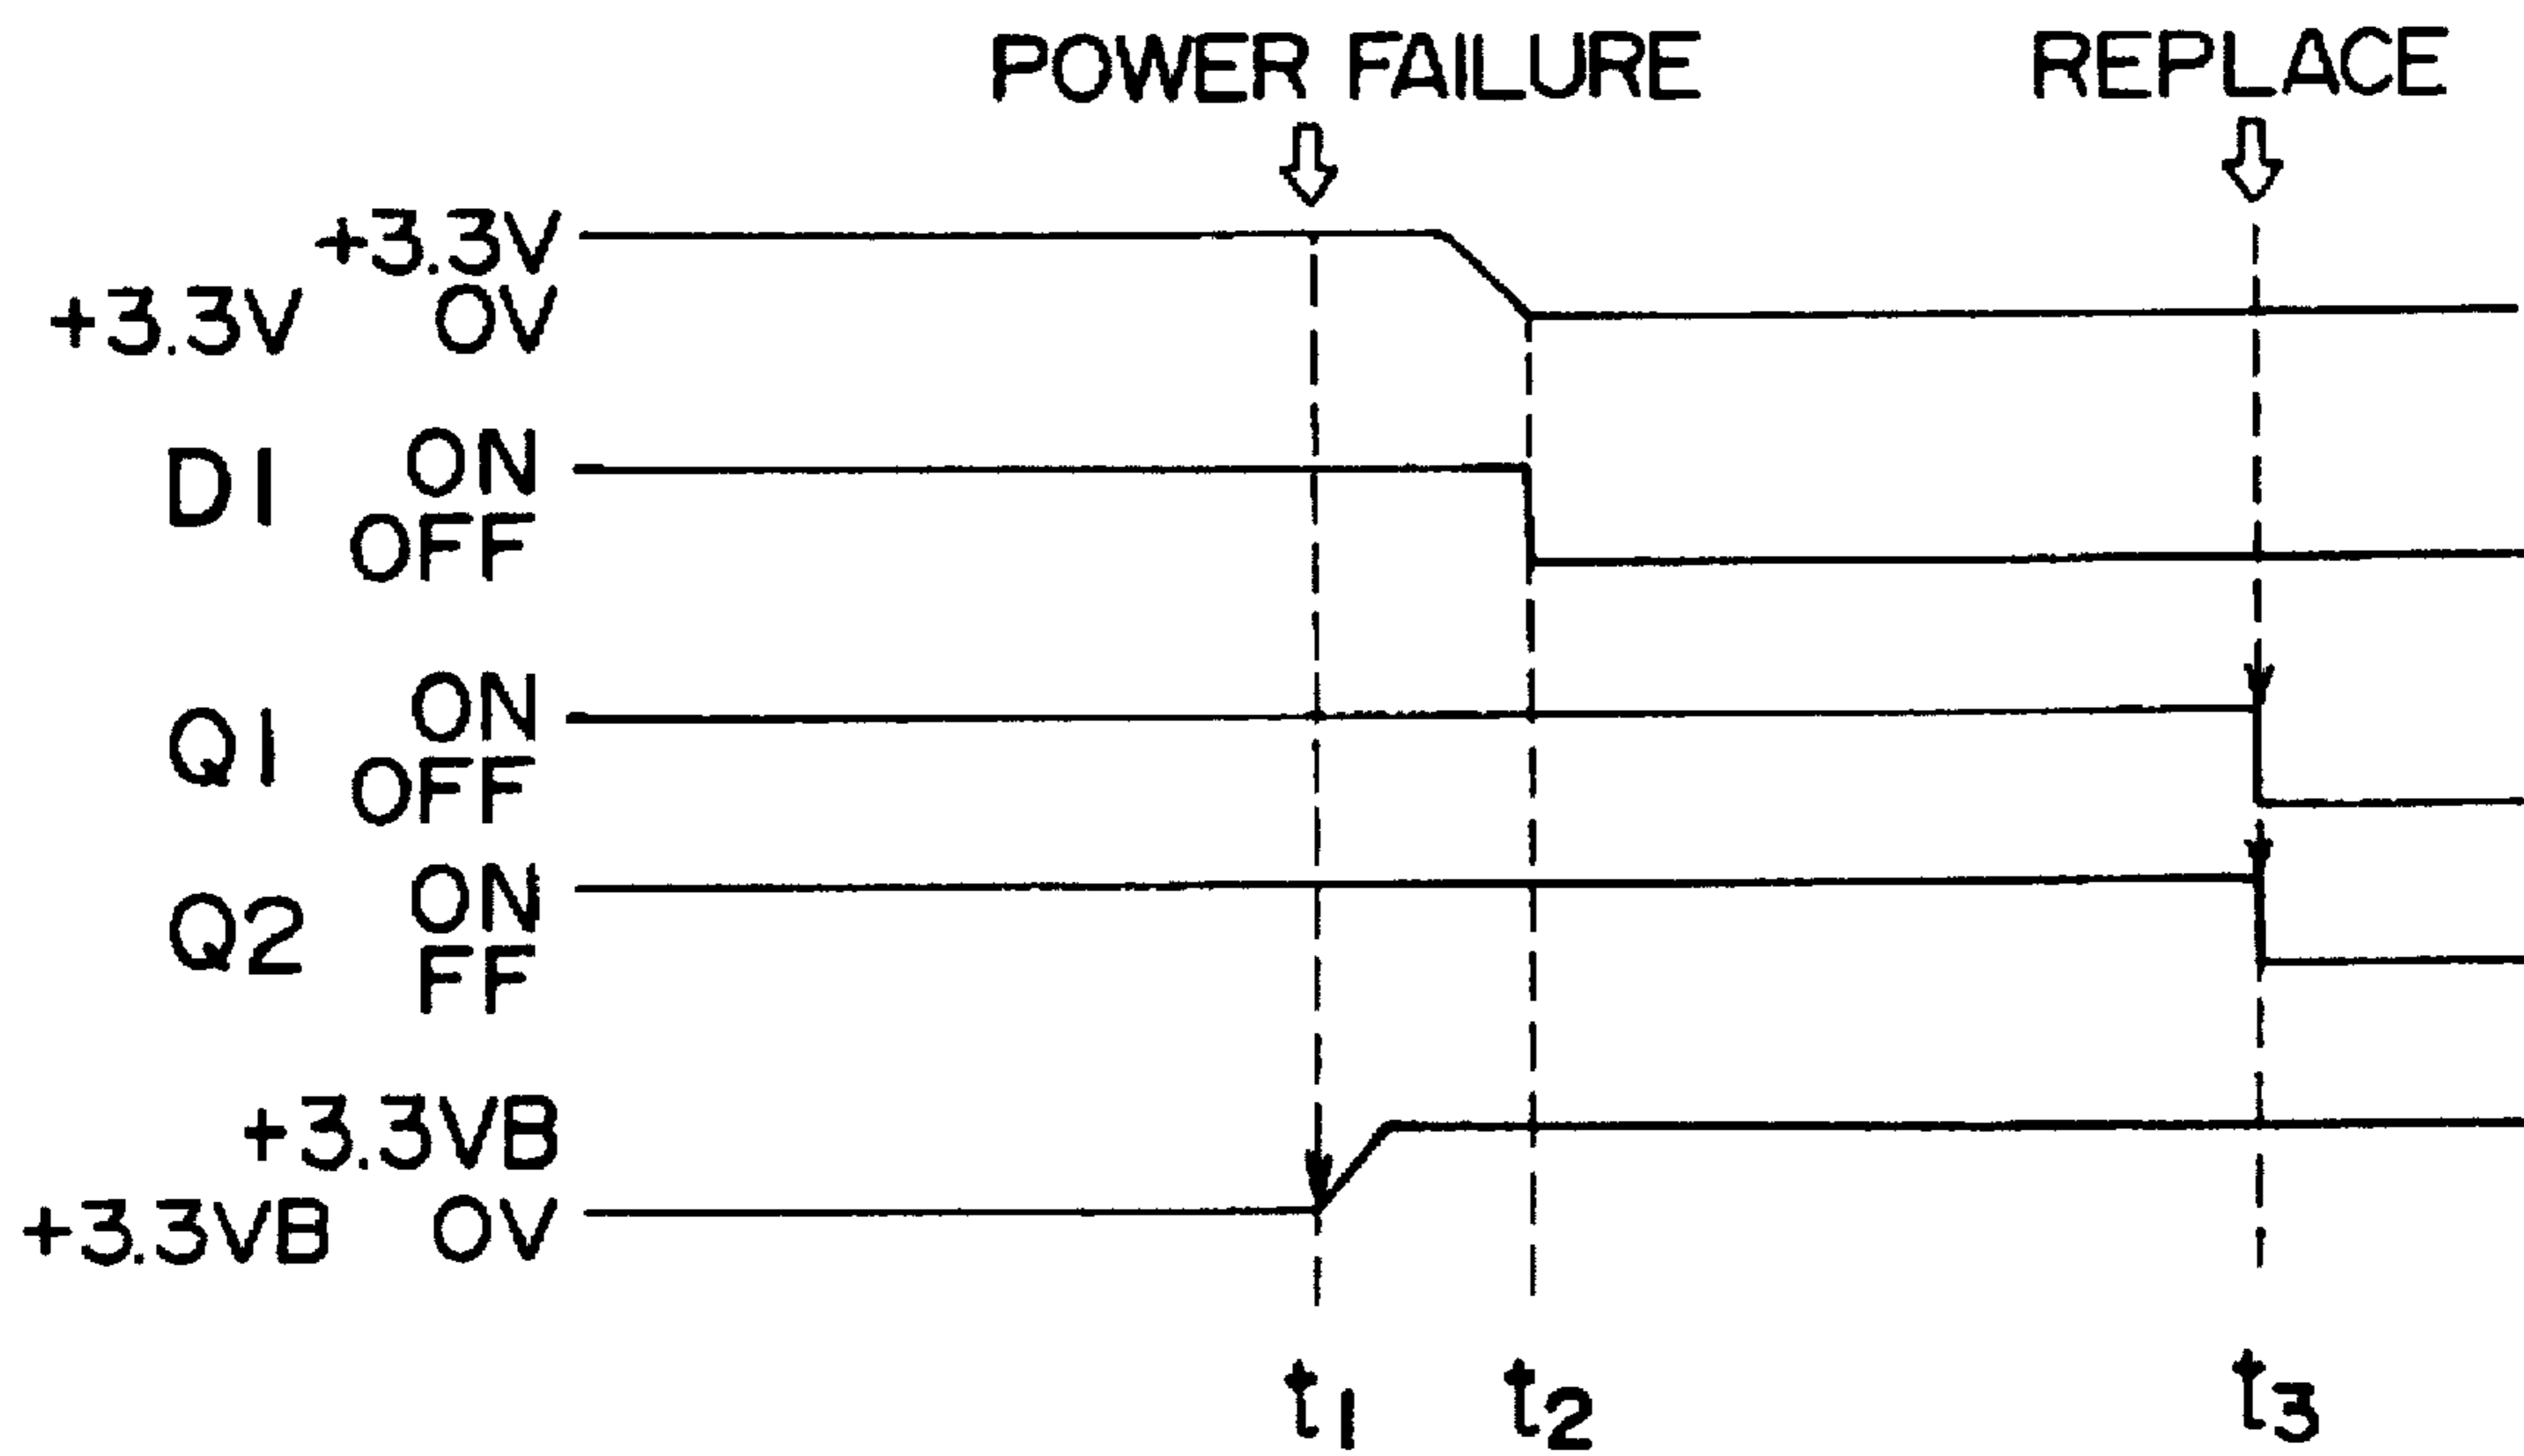 POWER FAILURE REPLACE
+3.3V
+3.3V 0V
D1 ON
OFF
Q1 ON
OFF
Q2 ON
FF
+3.3VB
+3.3VB 0V
t1 t2 t3